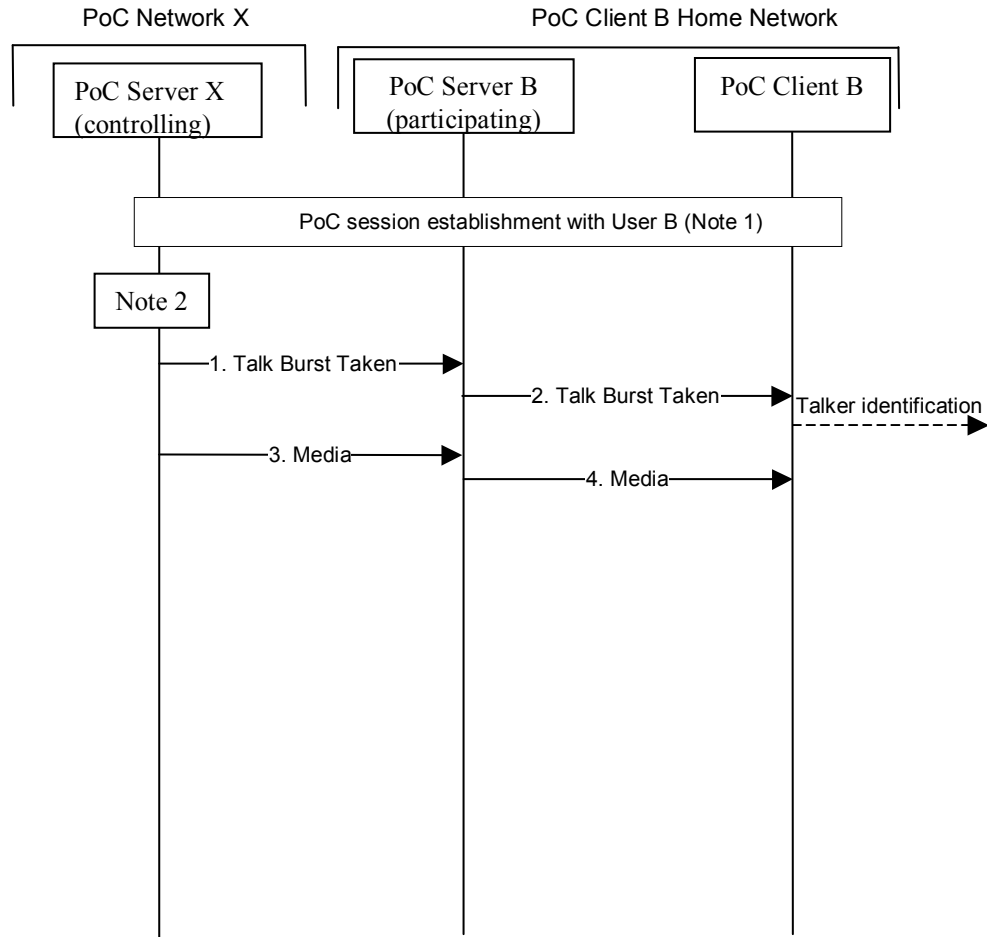 PoC Network X
PoC Client B Home Network
PoC Server X
(controlling)
PoC Server B
(participating)
PoC Client B
PoC session establishment with User B (Note 1)
Note 2
1. Talk Burst Taken
2. Talk Burst Taken
Talker identification
3. Media
4. Media